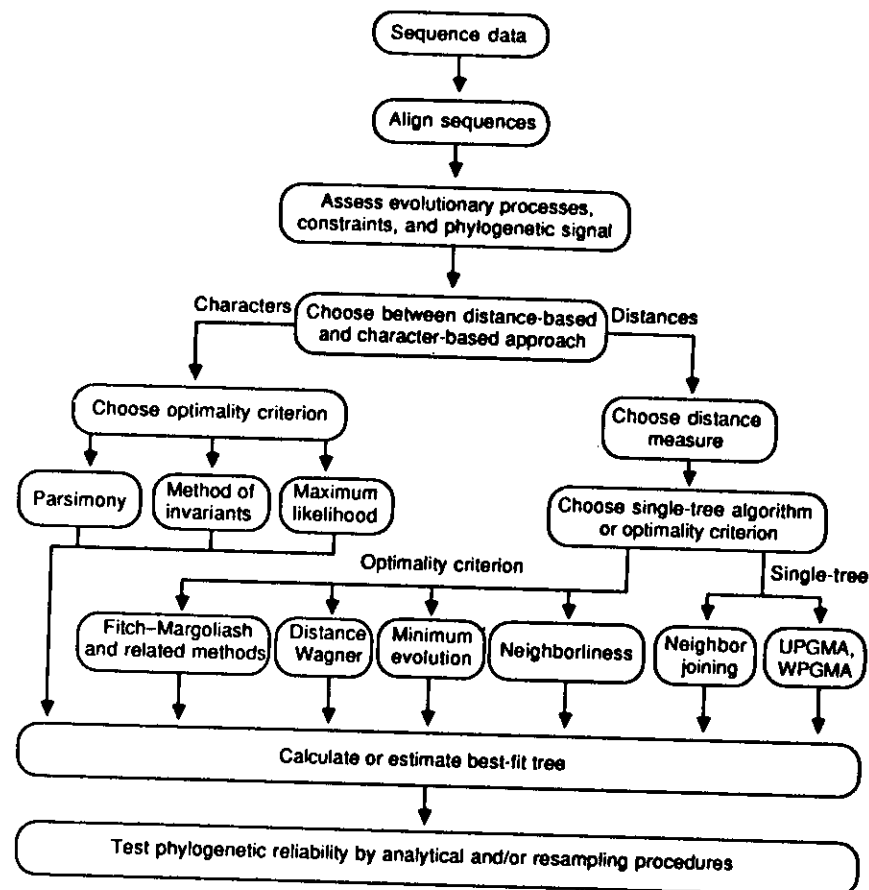 Sequence data
Align sequences
Assess evolutionary processes,
constraints, and phylogenetic signal
Characters
Choose between distance-based
and character-based approach
Distances
Choose optimality criterion
Choose distance
measure
Parsimony
Method of
invariants
Maximum
likelihood
Choose single-tree algorithm
or optimality criterion
Optimality criterion
Single-tree
Fitch–Margoliash
and related methods
Distance
Wagner
Minimum
evolution
Neighborliness
Neighbor
joining
UPGMA,
WPGMA
Calculate or estimate best-fit tree
Test phylogenetic reliability by analytical and/or resampling procedures